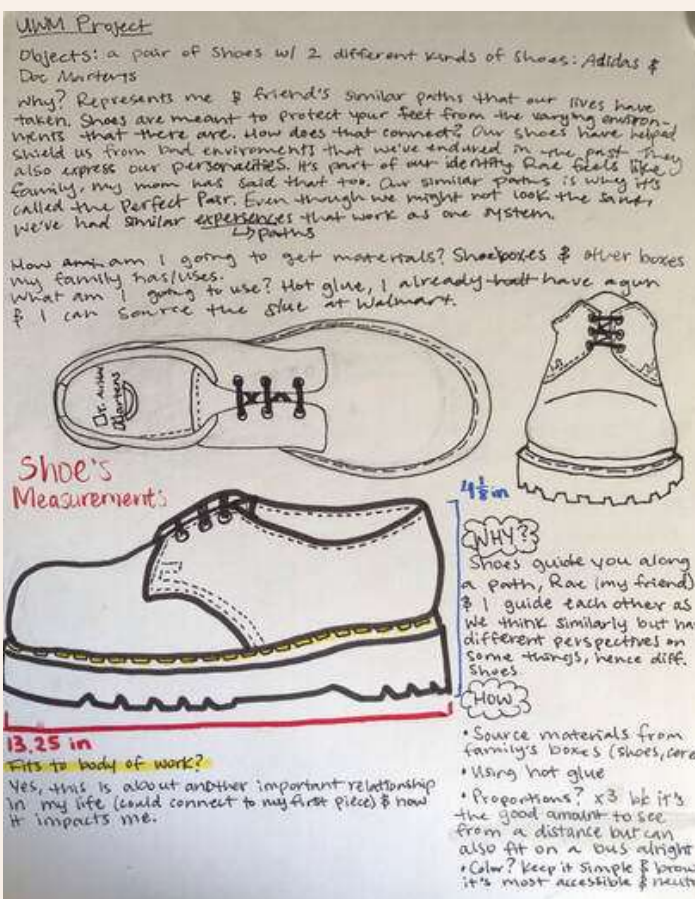 UWM Project
Objects: a pair of shoes w/ 2 different kinds of shoes: Adidas &
Doc Martens
Why? Represents me & friend's similar paths that our lives have
taken. Shoes are meant to protect your feet from the varying environ-
ments that there are. How does that connect? Our shoes have helped
shield us from bad enviroments that we've endured in the past they
also express our personalities. It's part of our identity Rae feels like
family, my mom has said that too. Our similar paths is why it's
called the Perfect Pair. Even though we might not look the same,
we've had similar experiences that work as one system.
↳paths
How am I going to get materials? Shoeboxes & other boxes
my family has/uses.
What am I going to use? Hot glue, I already have a gun
& I can source the glue at Walmart.
Martens
Shoe's
Measurements
4 1/8 in
WHY?
Shoes guide you along
a path, Rae (my friend)
& I guide each other as
we think similarly but ha
different perspectives on
some things, hence diff.
shoes
HOW
• Source materials from
family's boxes (shoes, cere
• Using hot glue
• Proportions? x3 b/c it's
the good amount to see
from a distance but can
also fit on a bus alright
• Color? Keep it simple & brow
it's most accessible & neut
13.25 in
Fits to body of work?
Yes, this is about another important relationship
in my life (could connect to my first piece) & how
it impacts me.